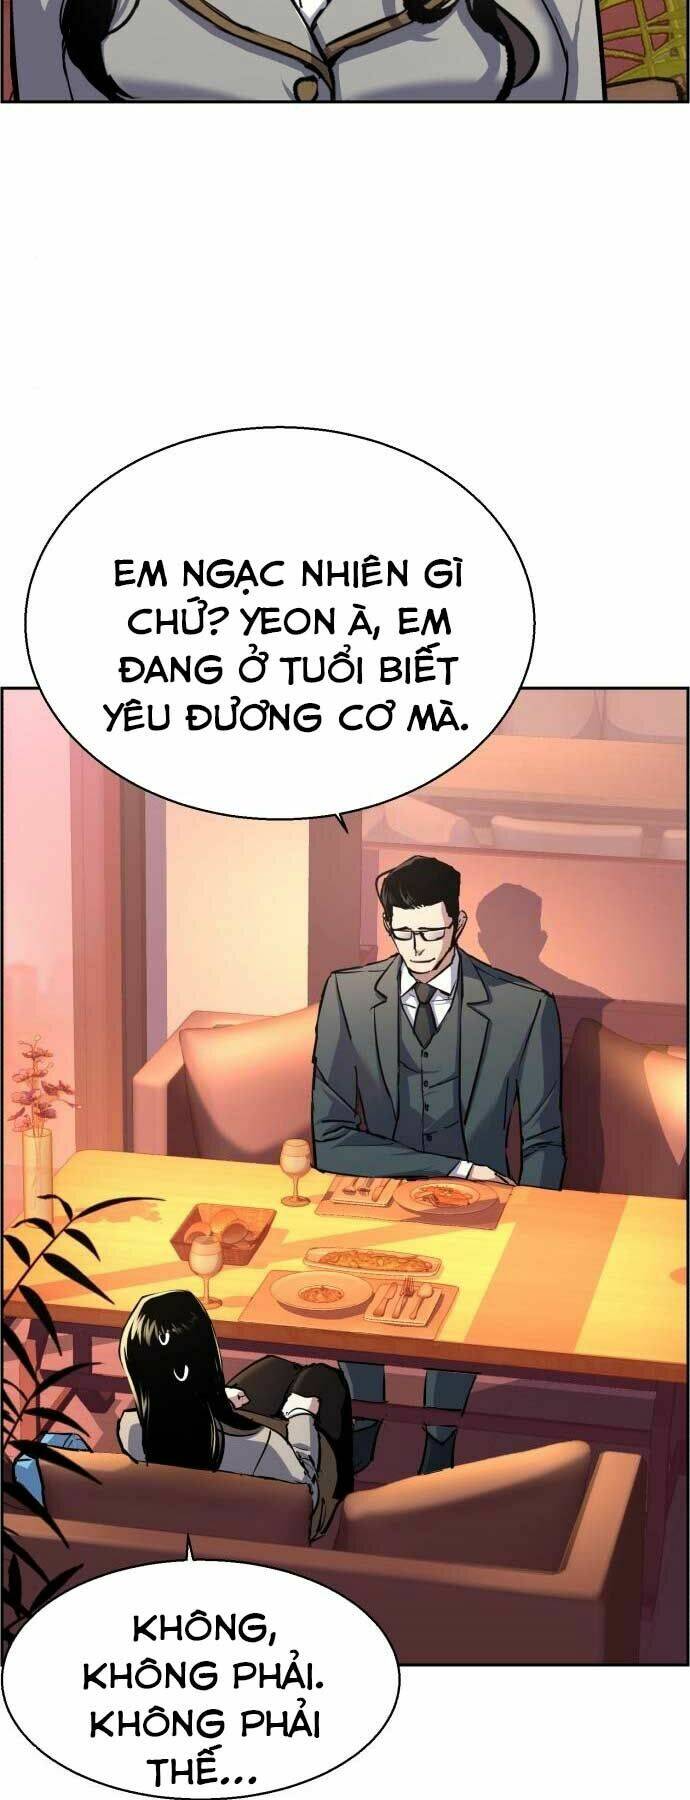 EM NGẠC NHIÊN GÌ
CHỨ? YEON À, EM
ĐANG Ở TUỔI BIẾT
YÊU ĐƯƠNG CƠ MÀ.
KHÔNG,
KHÔNG PHẢI.
KHÔNG PHẢI
THẾ...